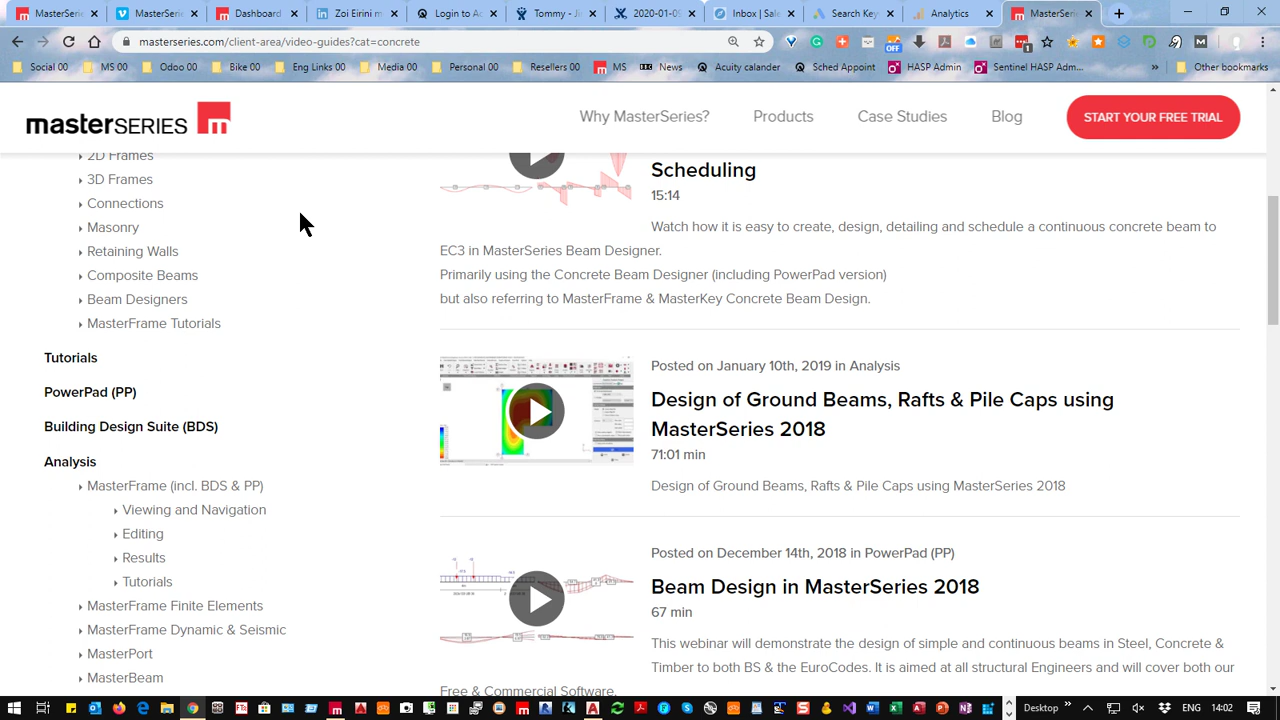 MasterSeri
MasterSerie
Dashboard
Zoi Eirini m
Login to Ac
Tommy - Ji
2020-01-09
Inbox | Sale
Search Key
Analytics
MasterSeri
masterseries.com/client-area/video-guides?cat=concrete
OFF
1
Social 00
MS 00
Odoo 00
Bike 00
Eng Links 00
Media 00
Personal 00
Resellers 00
MS
News
Acuity calander
Sched Appoint
HASP Admin
Sentinel HASP Adm...
»
Other bookmarks
masterSERIES
Why MasterSeries?
Products
Case Studies
Blog
START YOUR FREE TRIAL
2D Frames
3D Frames
Connections
Masonry
Retaining Walls
Composite Beams
Beam Designers
MasterFrame Tutorials
Tutorials
PowerPad (PP)
Building Design Suite (BDS)
Analysis
MasterFrame (incl. BDS & PP)
Viewing and Navigation
Editing
Results
Tutorials
MasterFrame Finite Elements
MasterFrame Dynamic & Seismic
MasterPort
MasterBeam
Scheduling
15:14
Watch how it is easy to create, design, detailing and schedule a continuous concrete beam to
EC3 in MasterSeries Beam Designer.
Primarily using the Concrete Beam Designer (including PowerPad version)
but also referring to MasterFrame & MasterKey Concrete Beam Design.
Posted on January 10th, 2019 in Analysis
Design of Ground Beams, Rafts & Pile Caps using
MasterSeries 2018
71:01 min
Design of Ground Beams, Rafts & Pile Caps using MasterSeries 2018
Posted on December 14th, 2018 in PowerPad (PP)
Beam Design in MasterSeries 2018
67 min
This webinar will demonstrate the design of simple and continuous beams in Steel, Concrete &
Timber to both BS & the EuroCodes. It is aimed at all structural Engineers and will cover both our
Free & Commercial Software.
Desktop
»
ENG
14:02